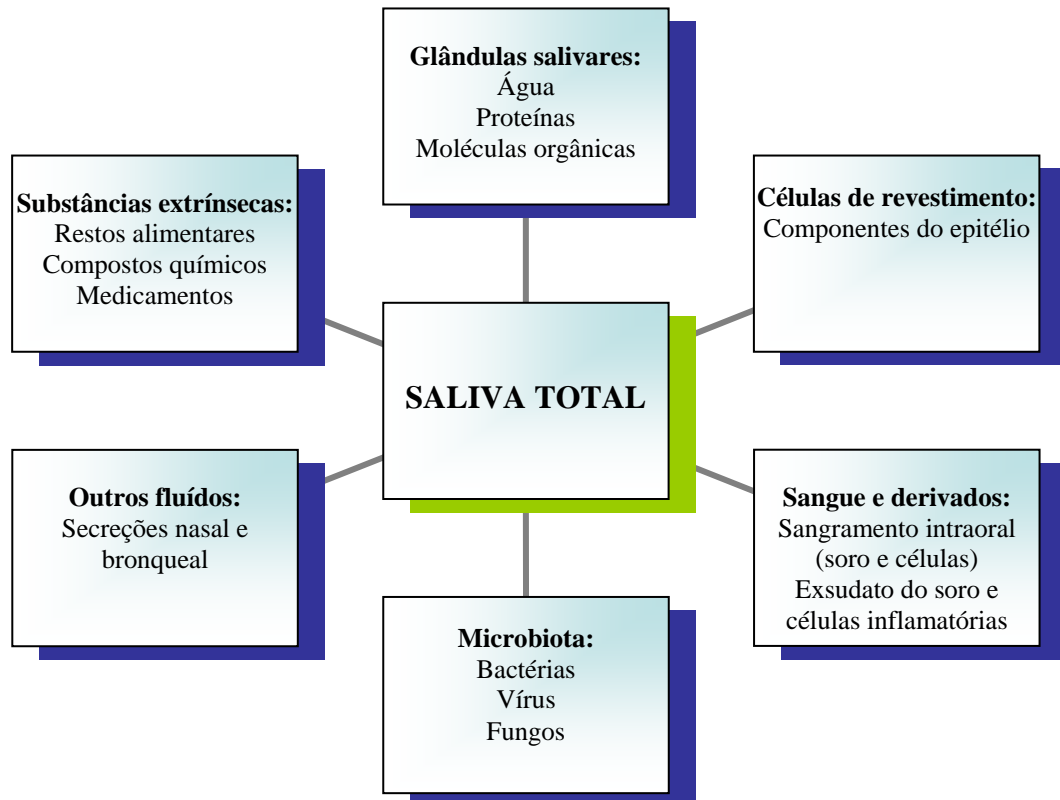 Glândulas salivares:
Água
Proteínas
Moléculas orgânicas
Substâncias extrínsecas:
Restos alimentares
Compostos químicos
Medicamentos
Células de revestimento:
Componentes do epitélio
SALIVA TOTAL
Outros fluídos:
Secreções nasal e
bronqueal
Sangue e derivados:
Sangramento intraoral
(soro e células)
Exsudato do soro e
células inflamatórias
Microbiota:
Bactérias
Vírus
Fungos